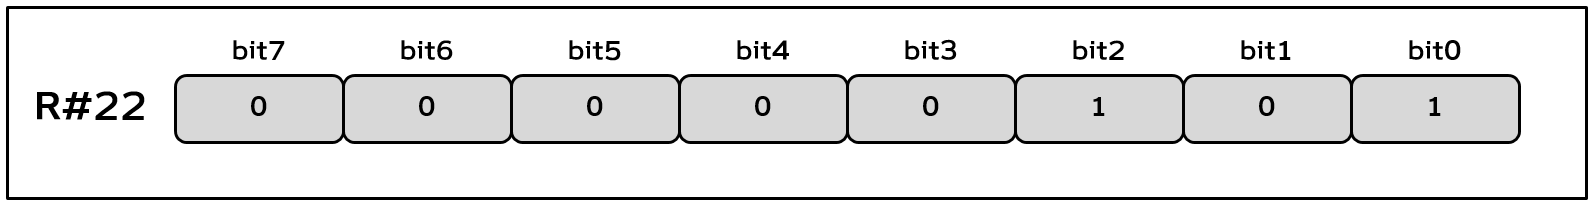 bit7 bit6 bit5 bit4 bit3 bit2 bit1 bit0
R#22 0 0 0 0 0 1 0 1